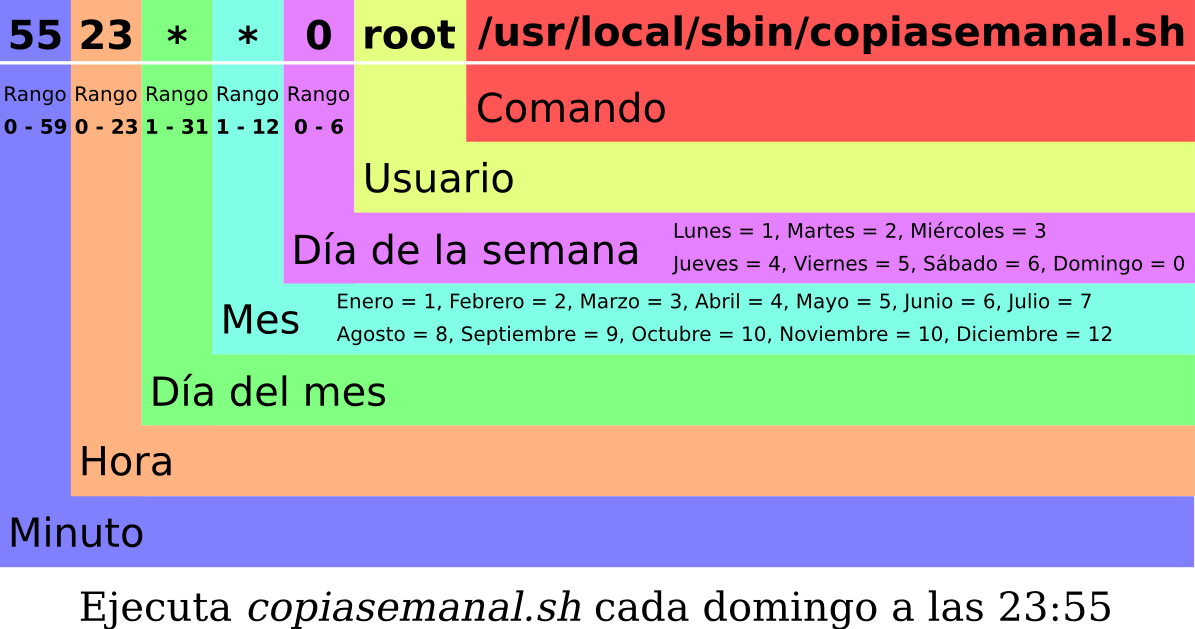 55 23 * * 0 root /usr/local/sbin/copiasemanal.sh
Rango Rango Rango Rango Rango
0 - 59 0 - 23 1 - 31 1 - 12 0 - 6
Comando
Usuario
Día de la semana
Lunes = 1, Martes = 2, Miércoles = 3
Jueves = 4, Viernes = 5, Sábado = 6, Domingo = 0
Mes
Enero = 1, Febrero = 2, Marzo = 3, Abril = 4, Mayo = 5, Junio = 6, Julio = 7
Agosto = 8, Septiembre = 9, Octubre = 10, Noviembre = 10, Diciembre = 12
Día del mes
Hora
Minuto
Ejecuta copiasemanal.sh cada domingo a las 23:55